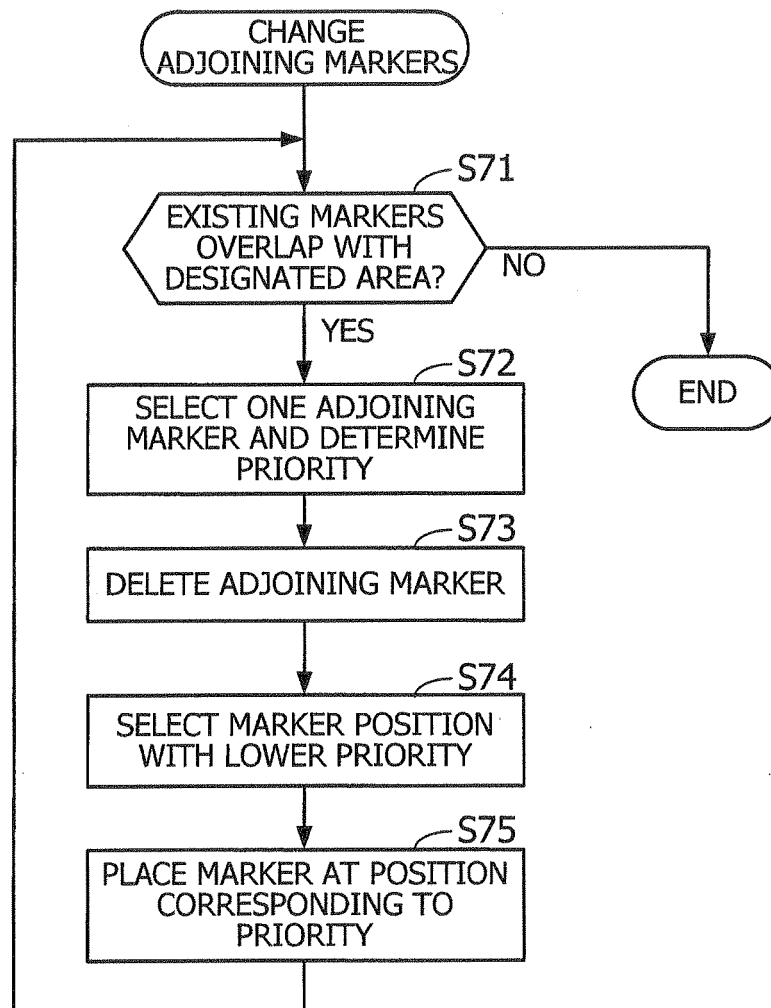 CHANGE
ADJOINING MARKERS
S71
EXISTING MARKERS
OVERLAP WITH
DESIGNATED AREA?
NO
YES
END
S72
SELECT ONE ADJOINING
MARKER AND DETERMINE
PRIORITY
S73
DELETE ADJOINING MARKER
S74
SELECT MARKER POSITION
WITH LOWER PRIORITY
S75
PLACE MARKER AT POSITION
CORRESPONDING TO
PRIORITY